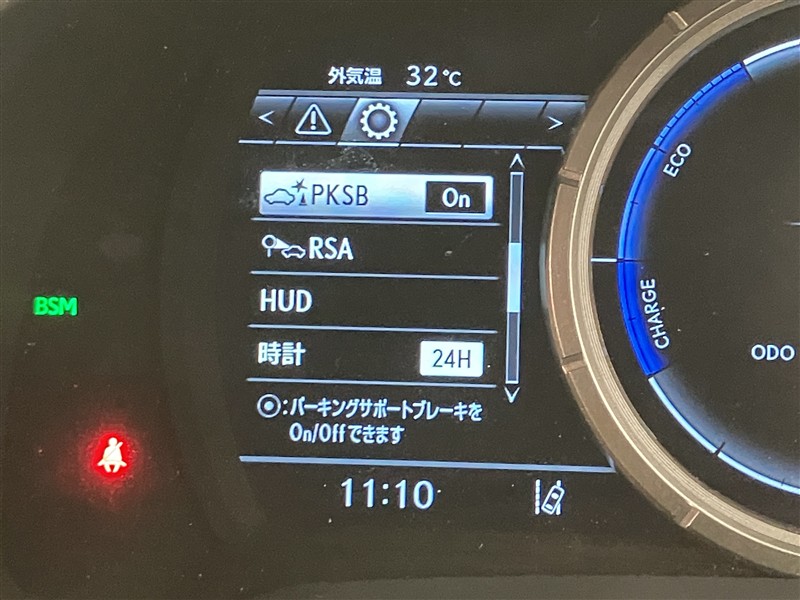 外気温 32℃
PKSB On
RSA
HUD
時計 24H
:パーキングサポートブレーキを
On/Offできます
11:10
BSM
ECO
CHARGE
ODO